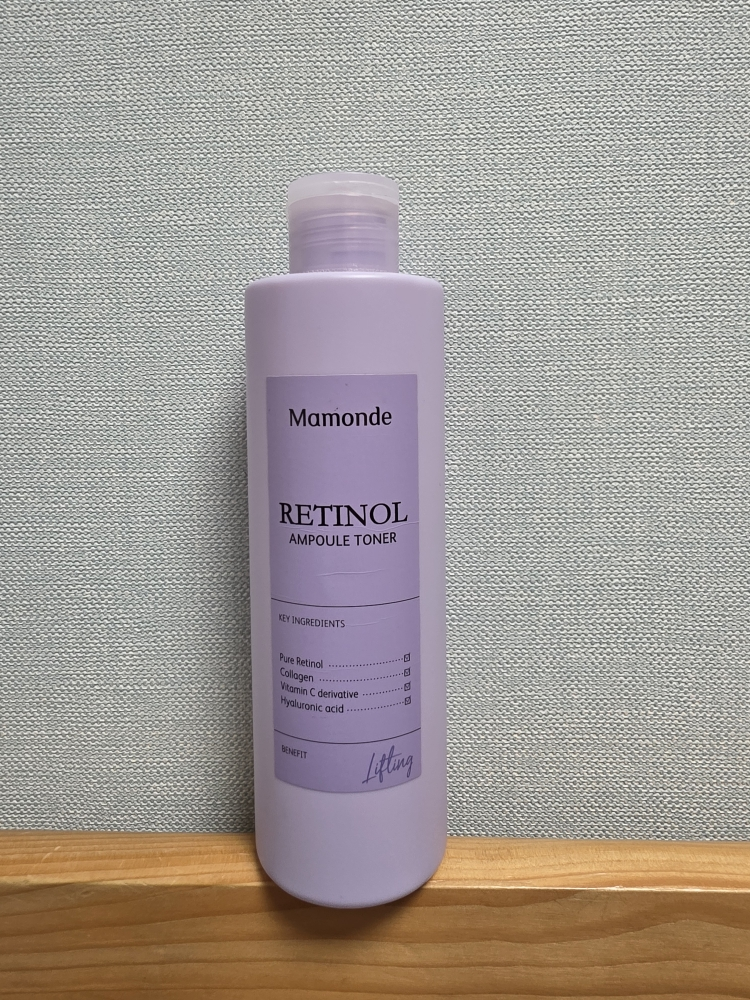 Mamonde
RETINOL
AMPOULE TONER
KEY INGREDIENTS
Pure Retinol ........................ ☑
Collagen ........................ ☑
Vitamin C derivative ............ ☑
Hyaluronic acid ................ ☑
BENEFIT
Lifting